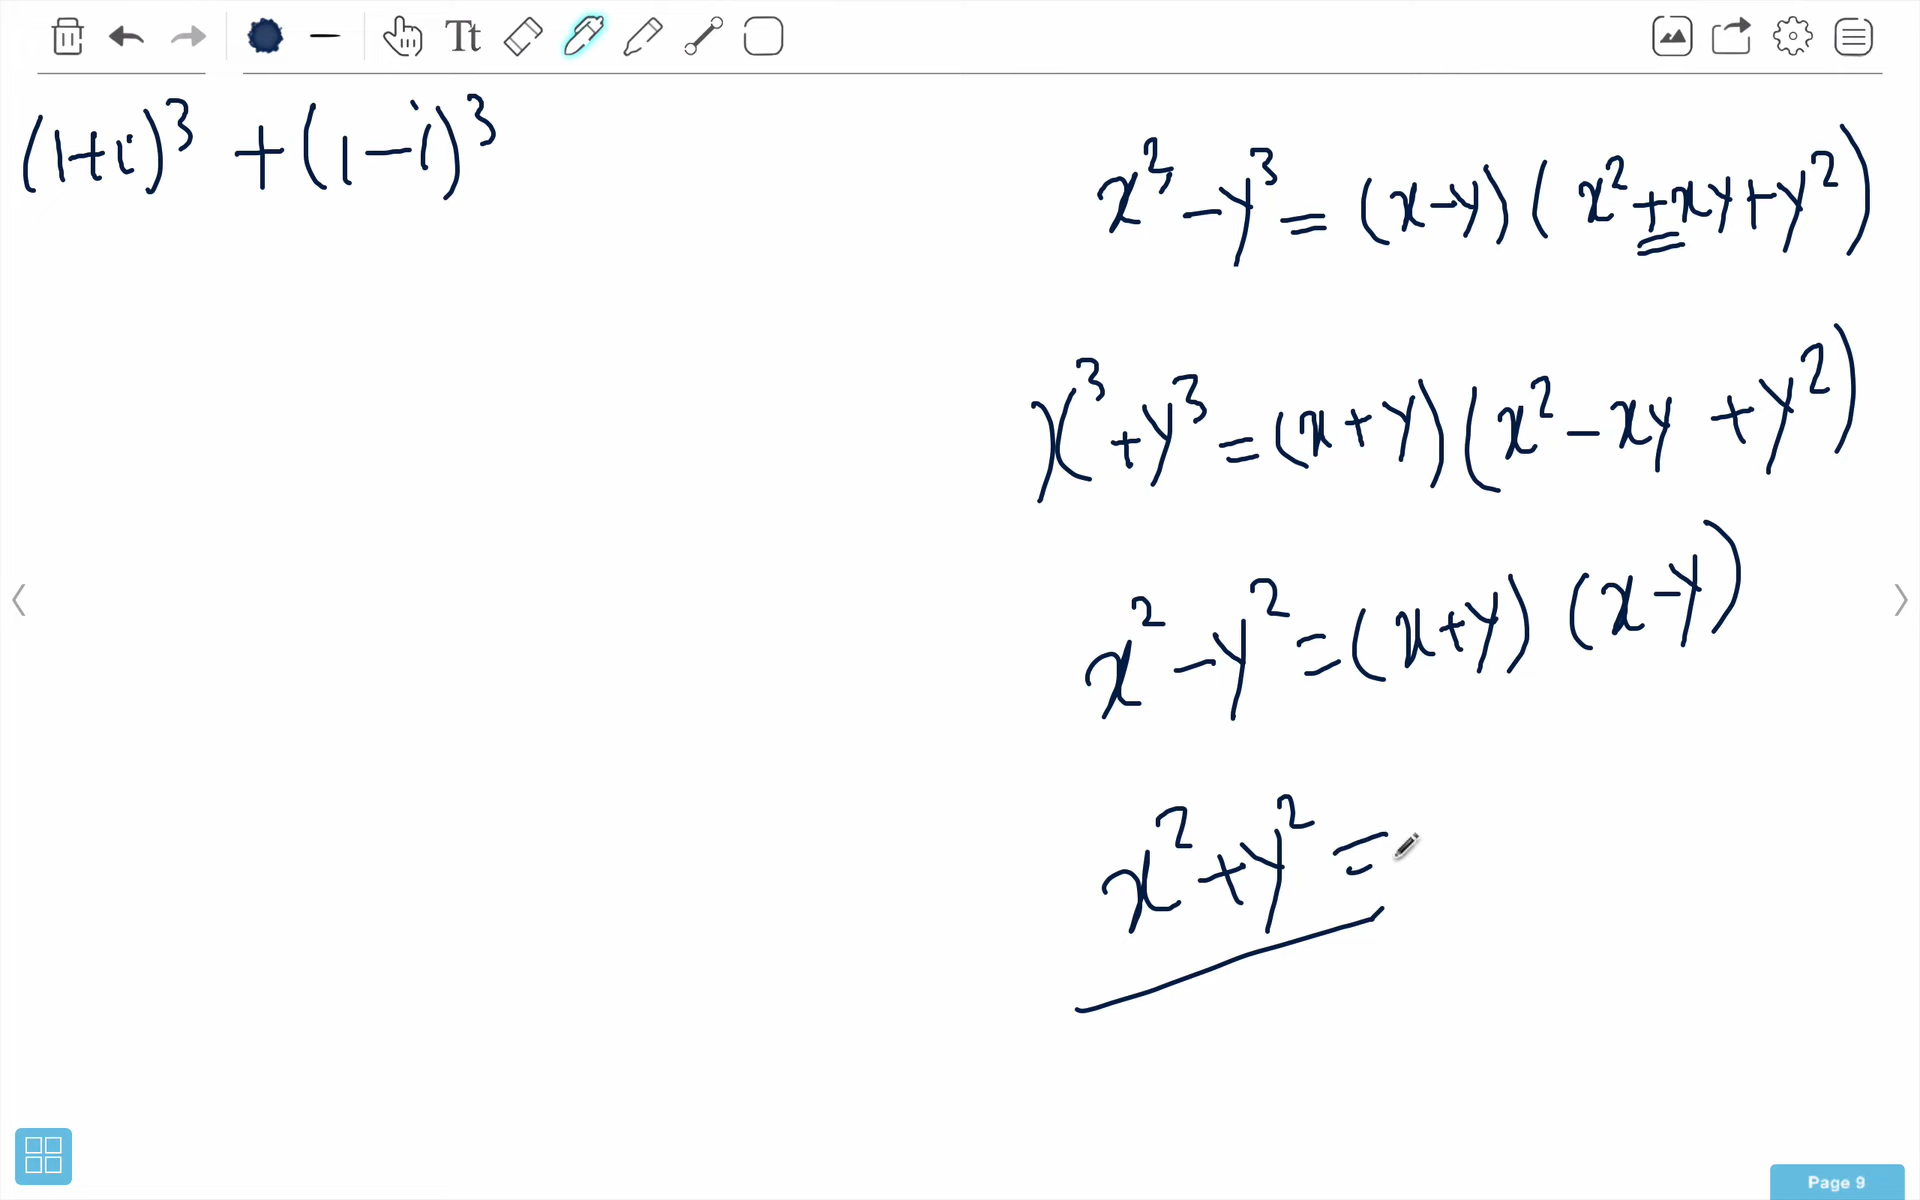 Tt
(1+i)³ + (1-i)³
x³ - y³ = (x-y)(x²+xy+y²)
x³ + y³ = (x+y)(x² - xy + y²)
x² - y² = (x+y)(x-y)
x² + y² =
Page 9